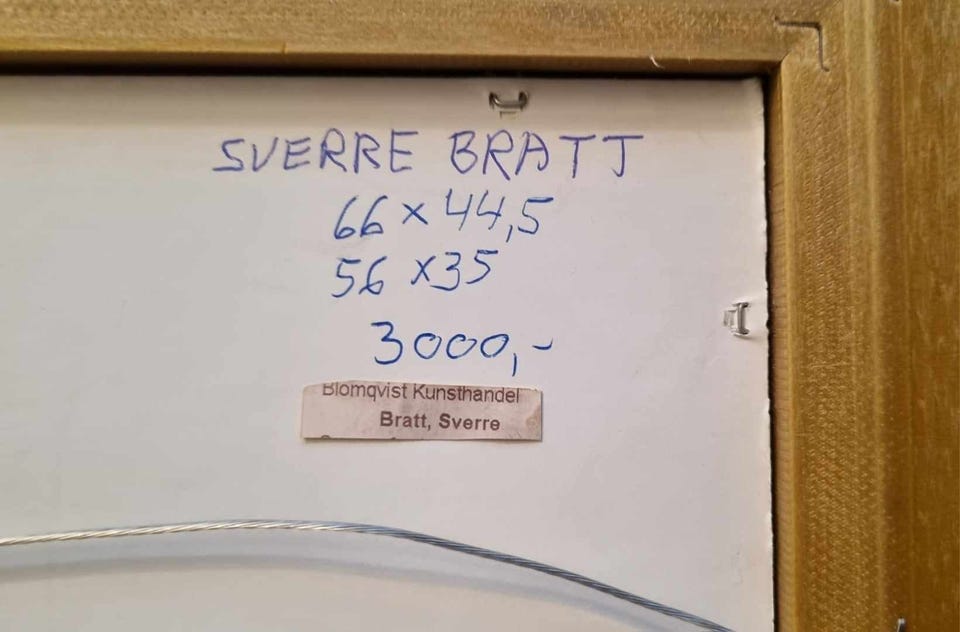 SVERRE BRATT
66 x 44,5
56 x 35
3000,-
Blomqvist Kunsthandel
Bratt, Sverre